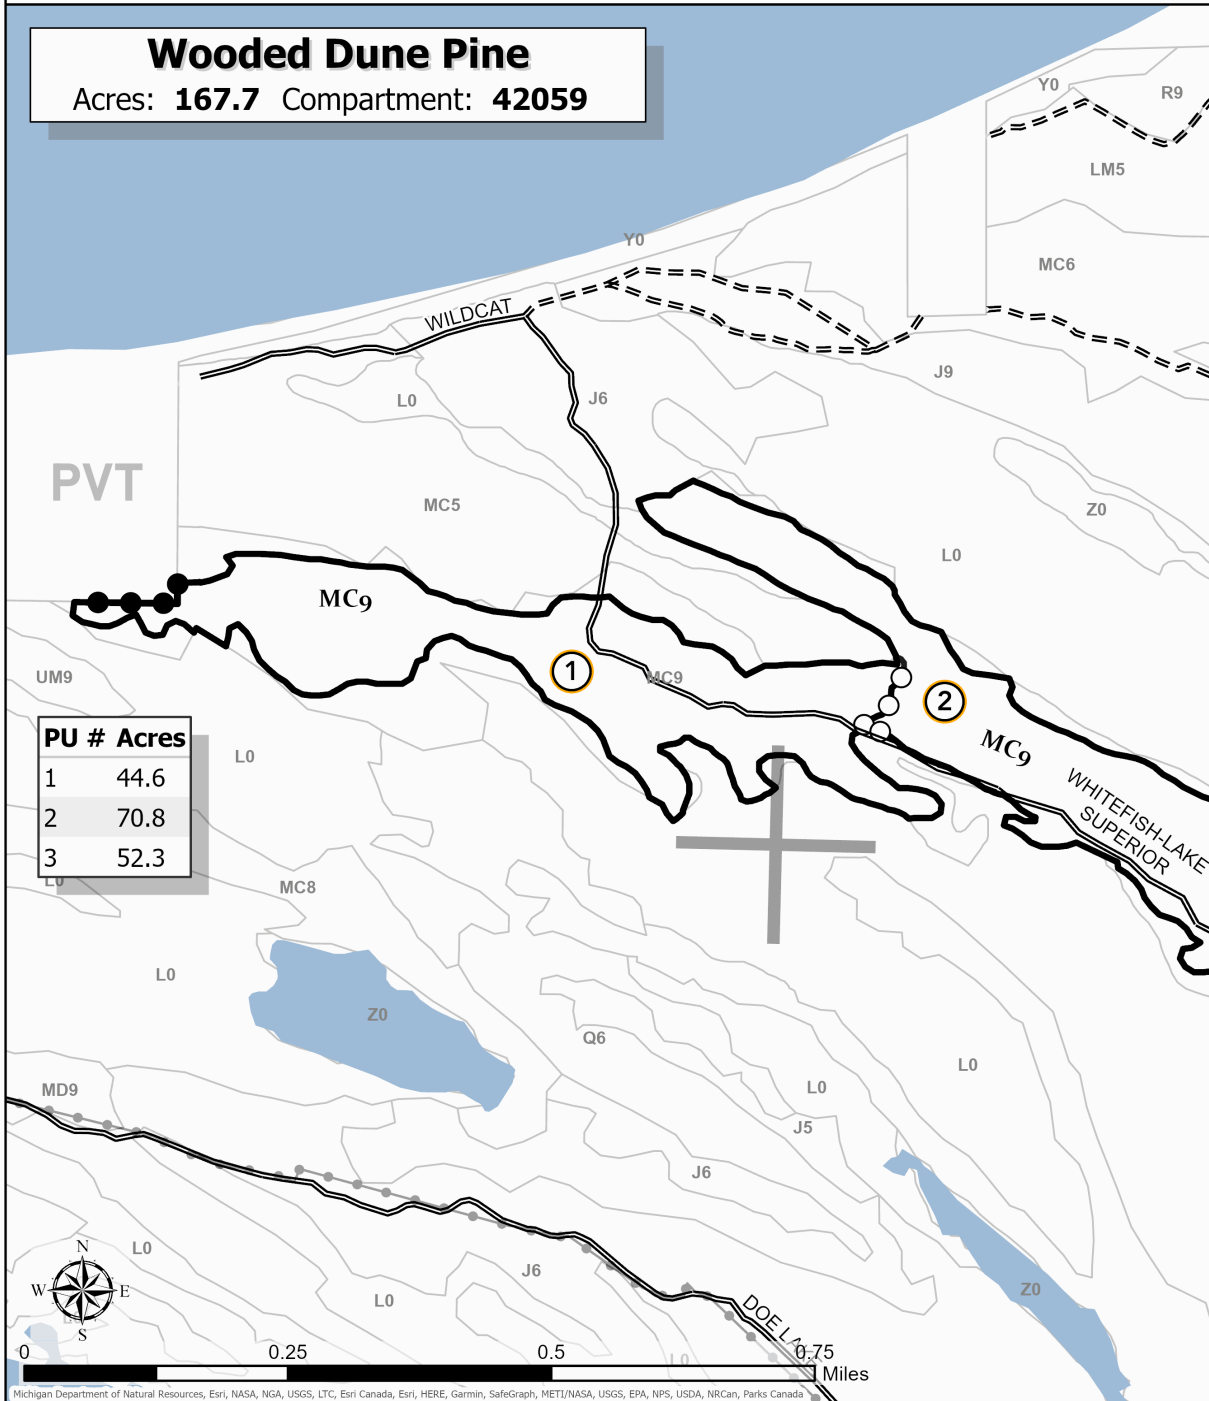 Wooded Dune Pine
Acres: 167.7 Compartment: 42059
Y0
R9
LM5
Y0
MC6
WILDCAT
J9
L0
J6
PVT
MC5
Z0
L0
MC9
1
MC9
UM9
2
MC9
PU # Acres
1 44.6
2 70.8
3 52.3
L0
WHITEFISH-LAKE
SUPERIOR
L0
MC8
L0
Z0
Q6
L0
MD9
L0
J5
J6
L0
J6
Z0
L0
L0
DOE LAKE
N
W E
S
0 0.25 0.5 0.75
Miles
Michigan Department of Natural Resources, Esri, NASA, NGA, USGS, LTC, Esri Canada, Esri, HERE, Garmin, SafeGraph, METI/NASA, USGS, EPA, NPS, USDA, NRCan, Parks Canada